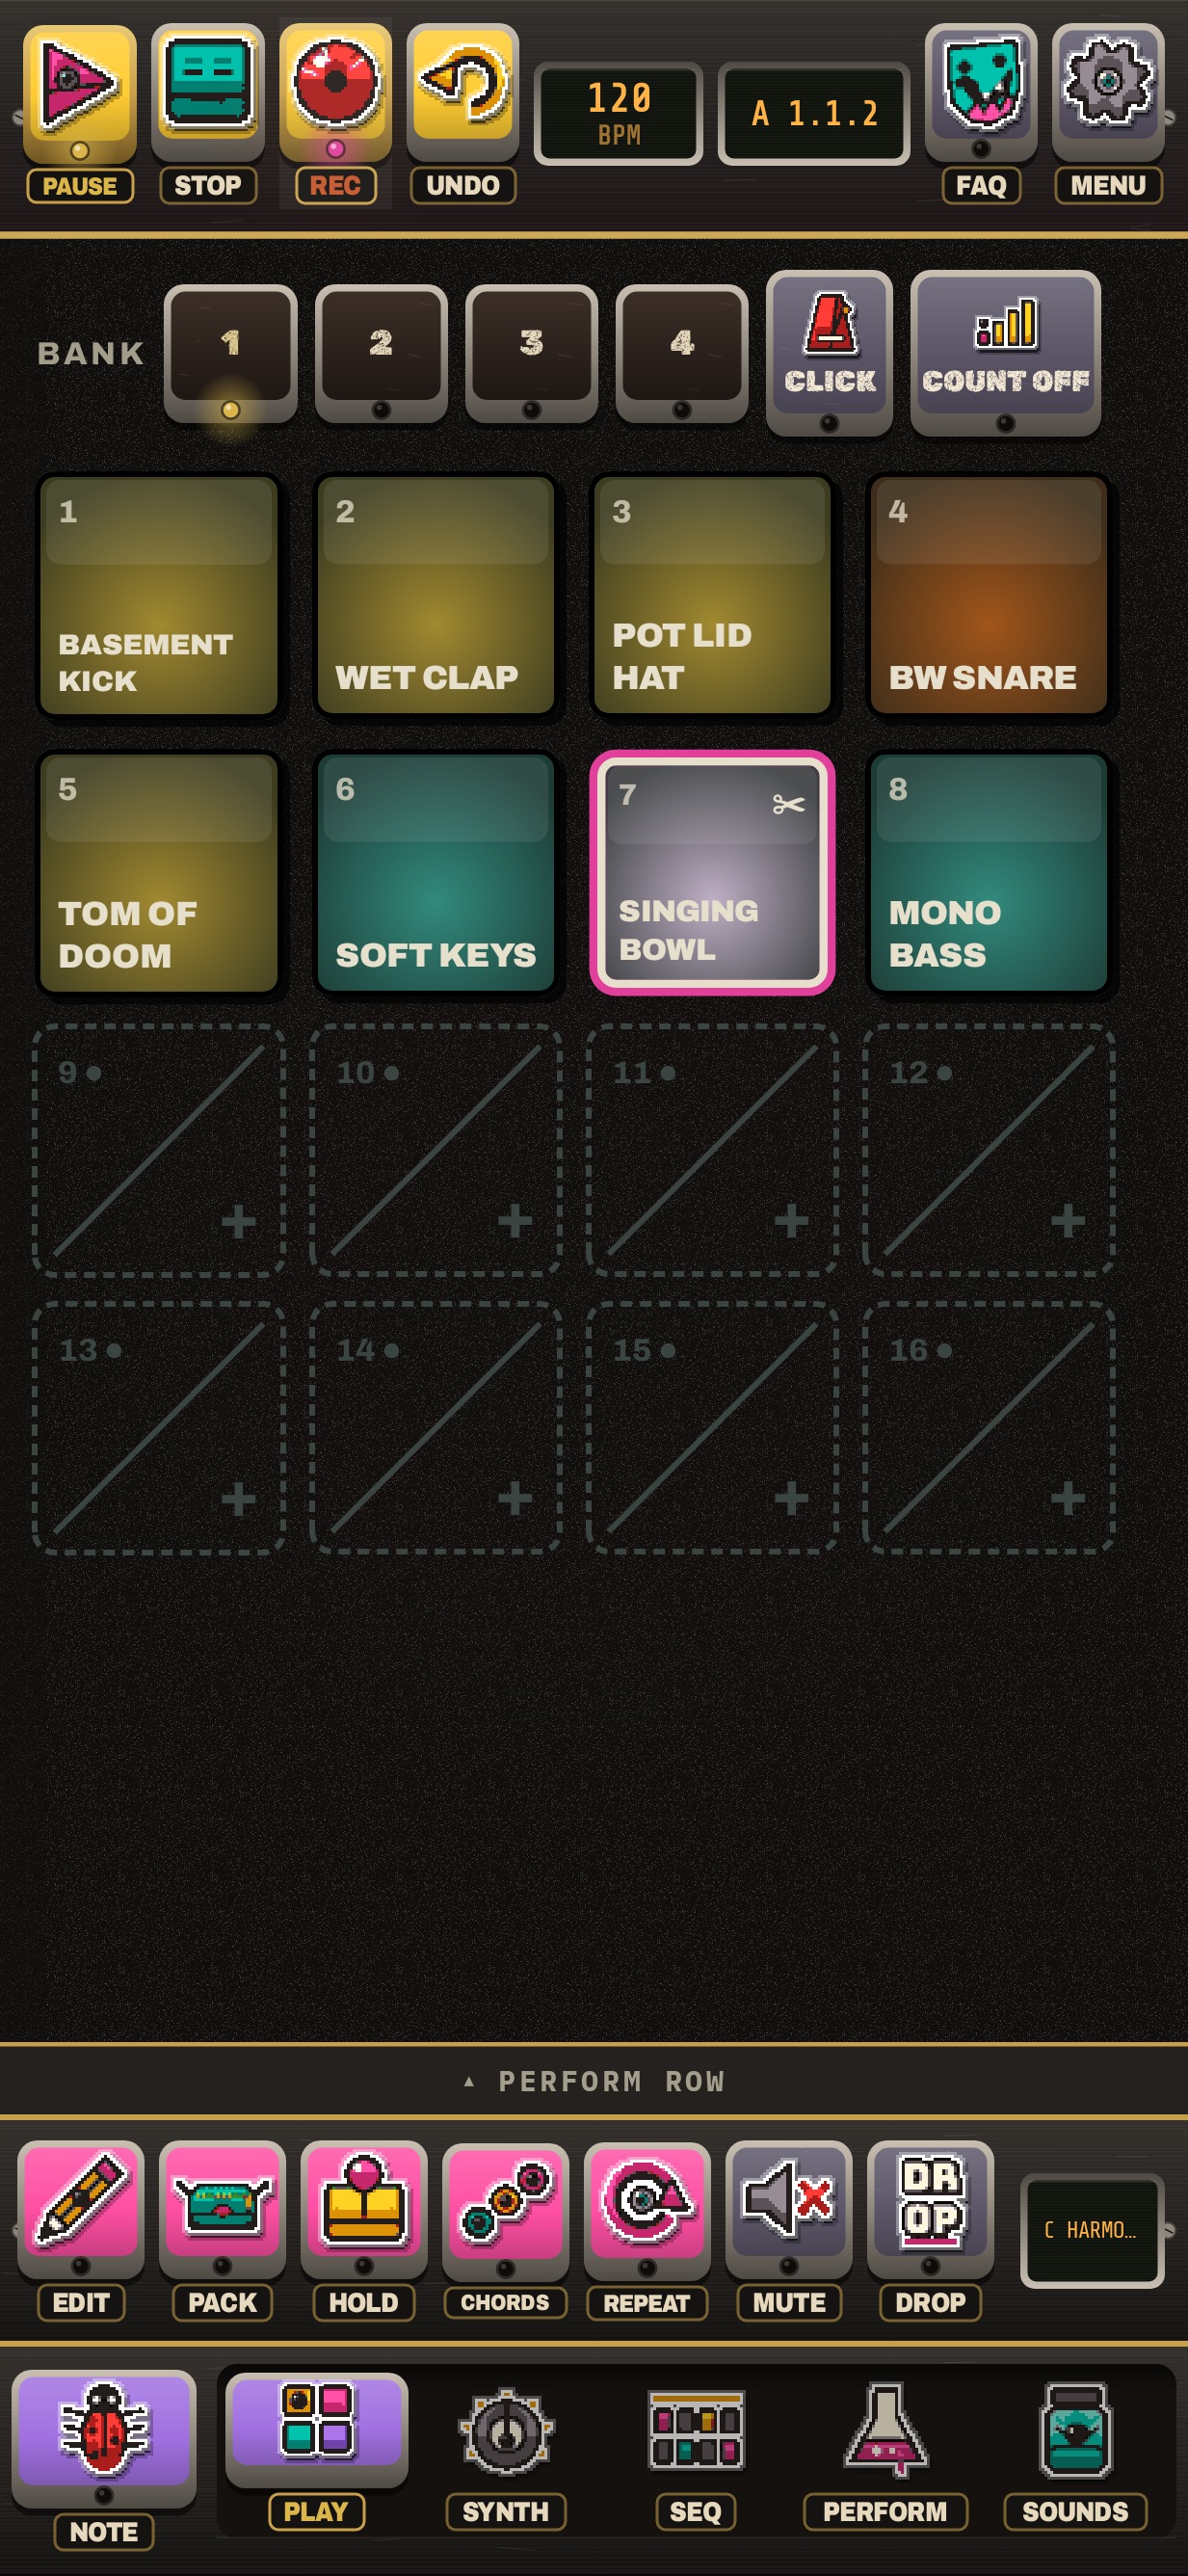 PAUSE STOP REC UNDO
120
BPM
A 1.1.2
FAQ MENU
BANK 1 2 3 4 CLICK COUNT OFF
1
BASEMENT
KICK
2
WET CLAP
3
POT LID
HAT
4
BW SNARE
5
TOM OF
DOOM
6
SOFT KEYS
7
SINGING
BOWL
8
MONO
BASS
9 10 11 12
13 14 15 16
PERFORM ROW
DR
OP
C HARMO...
EDIT PACK HOLD CHORDS REPEAT MUTE DROP
NOTE PLAY SYNTH SEQ PERFORM SOUNDS